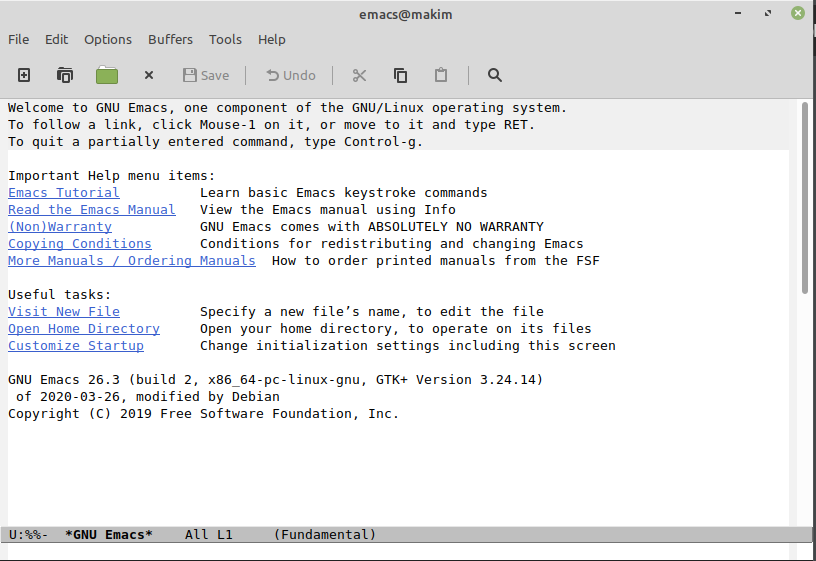 emacs@makim
File Edit Options Buffers Tools Help
Save Undo
Welcome to GNU Emacs, one component of the GNU/Linux operating system.
To follow a link, click Mouse-1 on it, or move to it and type RET.
To quit a partially entered command, type Control-g.
Important Help menu items:
Emacs Tutorial Learn basic Emacs keystroke commands
Read the Emacs Manual View the Emacs manual using Info
(Non)Warranty GNU Emacs comes with ABSOLUTELY NO WARRANTY
Copying Conditions Conditions for redistributing and changing Emacs
More Manuals / Ordering Manuals How to order printed manuals from the FSF
Useful tasks:
Visit New File Specify a new file’s name, to edit the file
Open Home Directory Open your home directory, to operate on its files
Customize Startup Change initialization settings including this screen
GNU Emacs 26.3 (build 2, x86_64-pc-linux-gnu, GTK+ Version 3.24.14)
of 2020-03-26, modified by Debian
Copyright (C) 2019 Free Software Foundation, Inc.
U:%%- *GNU Emacs* All L1 (Fundamental)